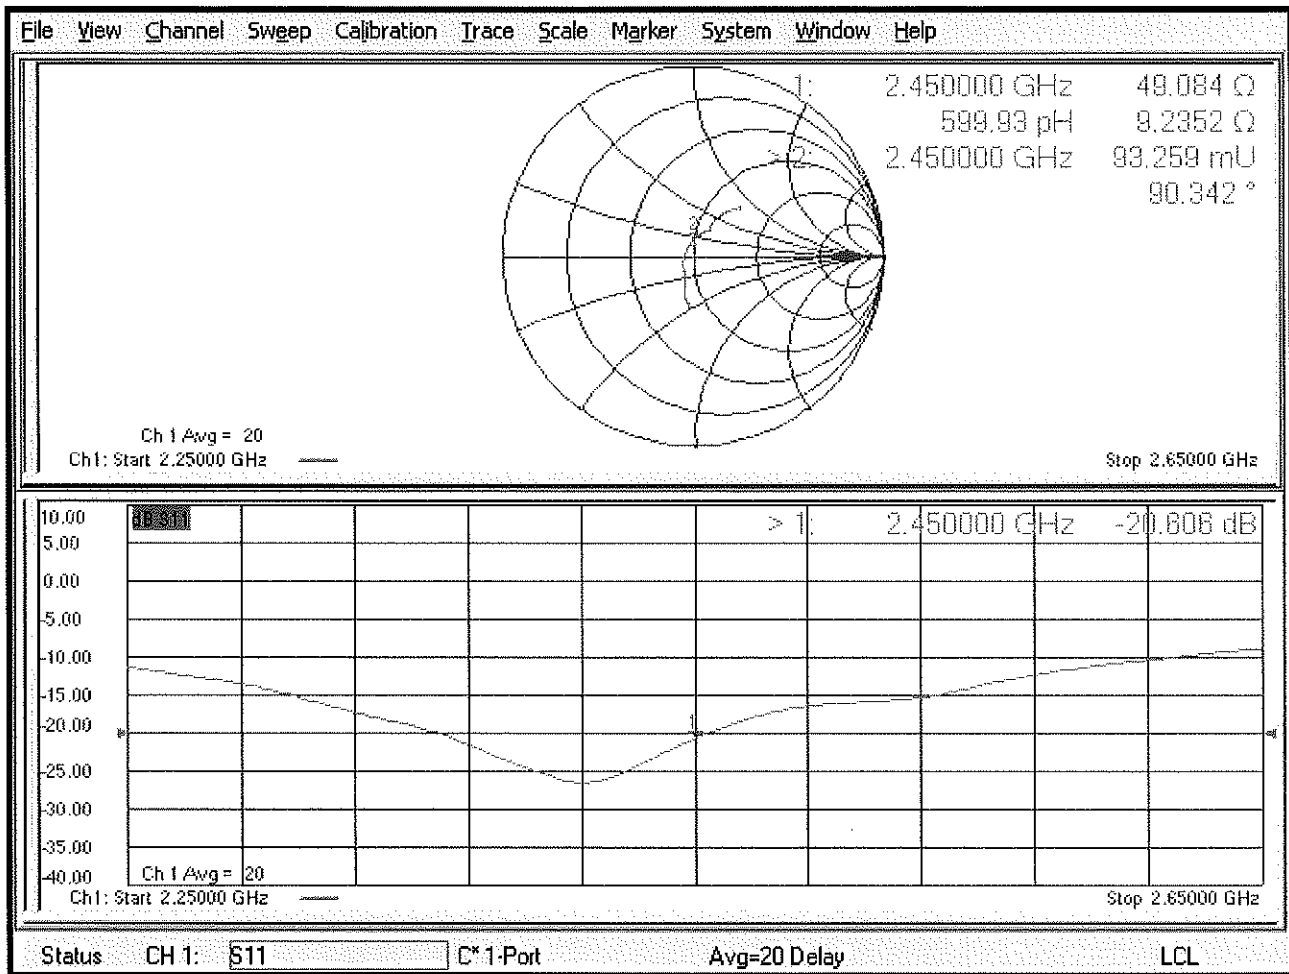 File View Channel Sweep Calibration Trace Scale Marker System Window Help
1: 2.450000 GHz 49.084 Ω
599.93 pH 9.2352 Ω
> 2: 2.450000 GHz 93.259 mU
90.342 °
2
Ch 1 Avg = 20
Ch1: Start 2.25000 GHz
Stop 2.65000 GHz
10.00
dB S11
> 1: 2.450000 GHz -20.606 dB
5.00
0.00
-5.00
-10.00
-15.00
-20.00
1
-25.00
-30.00
-35.00
-40.00
Ch 1 Avg = 20
Ch1: Start 2.25000 GHz
Stop 2.65000 GHz
Status CH 1: S11 C* 1-Port Avg=20 Delay LCL